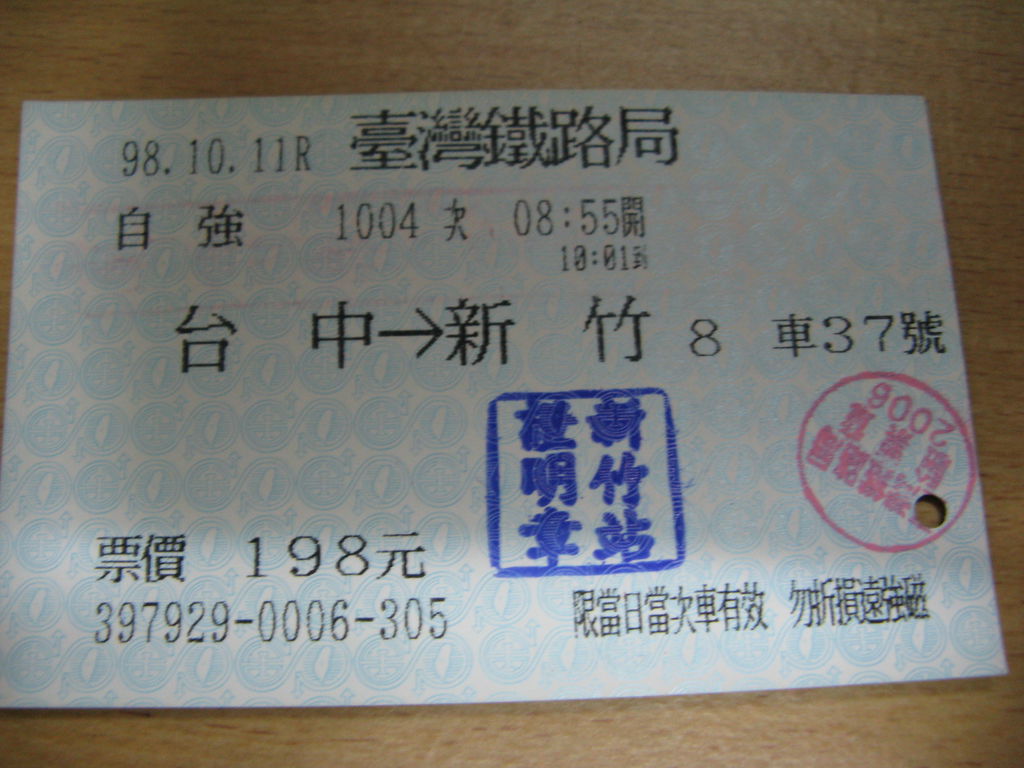 98.10.11R 臺灣鐵路局
自強 1004 次 08:55開
10:01到
台中→新竹 8 車37號
新竹站
證明章
票價 198元
397929-0006-305
限當日當次車有效 勿折損遠強磁